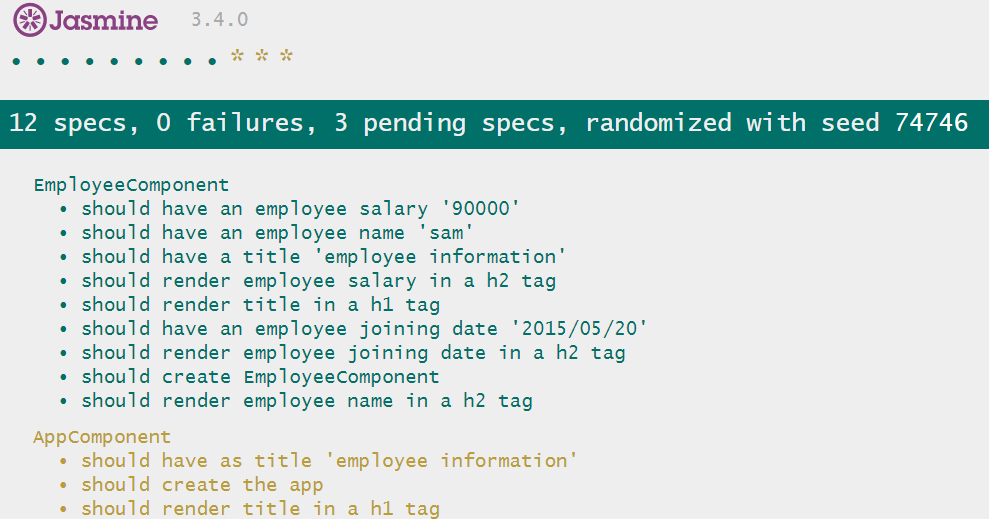 Jasmine 3.4.0
• • • • • • • • • * * *
12 specs, 0 failures, 3 pending specs, randomized with seed 74746
EmployeeComponent
• should have an employee salary '90000'
• should have an employee name 'sam'
• should have a title 'employee information'
• should render employee salary in a h2 tag
• should render title in a h1 tag
• should have an employee joining date '2015/05/20'
• should render employee joining date in a h2 tag
• should create EmployeeComponent
• should render employee name in a h2 tag
AppComponent
• should have as title 'employee information'
• should create the app
• should render title in a h1 tag